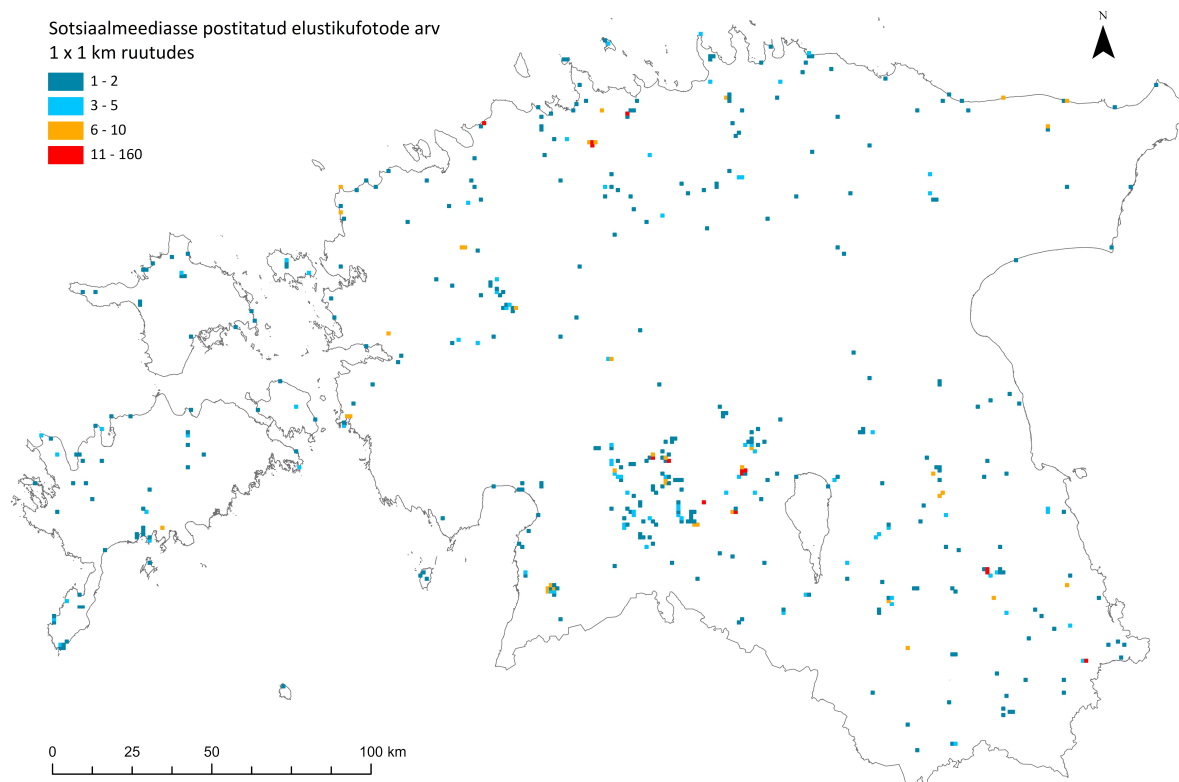 Sotsiaalmeediasse postitatud elustikufotode arv
1 x 1 km ruutudes
1 - 2
3 - 5
6 - 10
11 - 160
N
0 25 50 100 km